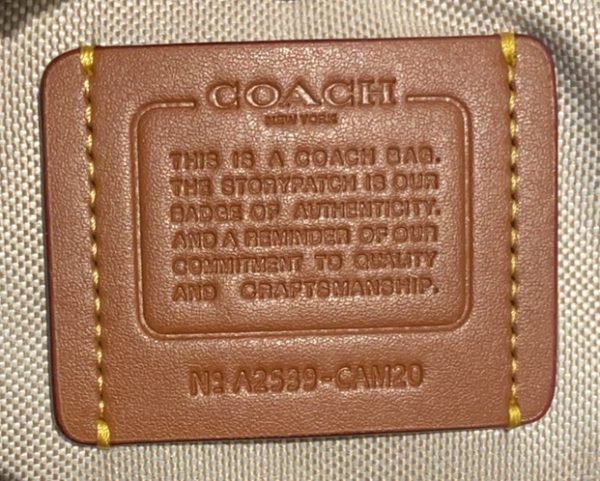 COACH
NEW YORK
THIS IS A COACH BAG.
THE STORYPATCH IS OUR
BADGE OF AUTHENTICITY.
AND A REMINDER OF OUR
COMMITMENT TO QUALITY
AND CRAFTSMANSHIP.
Nº A2539-CAM20